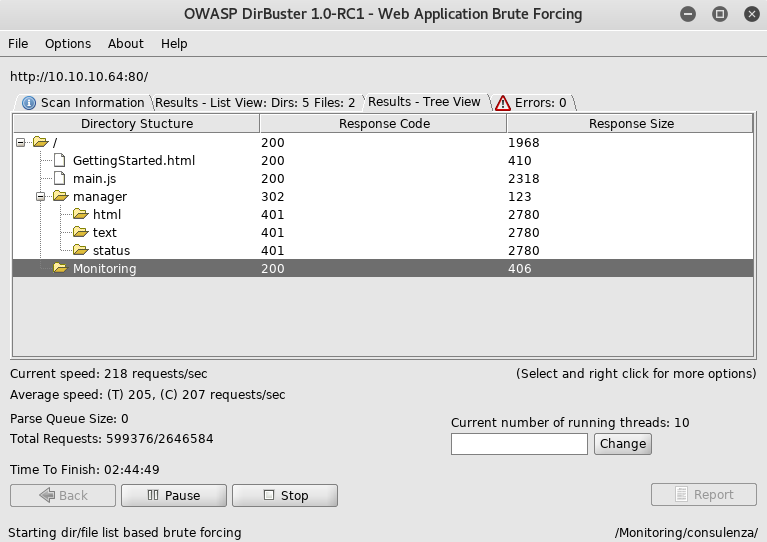 OWASP DirBuster 1.0-RC1 - Web Application Brute Forcing
File Options About Help
http://10.10.10.64:80/
Scan Information Results - List View: Dirs: 5 Files: 2 Results - Tree View Errors: 0
Directory Stucture Response Code Response Size
/ 200 1968
GettingStarted.html 200 410
main.js 200 2318
manager 302 123
html 401 2780
text 401 2780
status 401 2780
Monitoring 200 406
Current speed: 218 requests/sec (Select and right click for more options)
Average speed: (T) 205, (C) 207 requests/sec
Parse Queue Size: 0 Current number of running threads: 10
Total Requests: 599376/2646584 Change
Time To Finish: 02:44:49
Back Pause Stop Report
Starting dir/file list based brute forcing /Monitoring/consulenza/